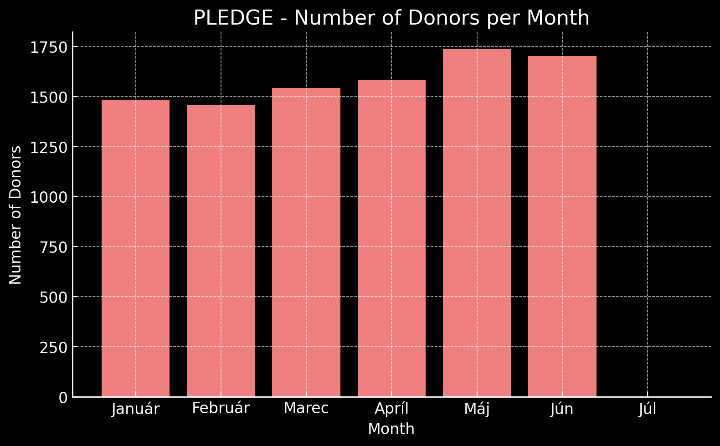 PLEDGE - Number of Donors per Month
Number of Donors
1750
1500
1250
1000
750
500
250
0
Január
Február
Marec
Apríl
Máj
Jún
Júl
Month